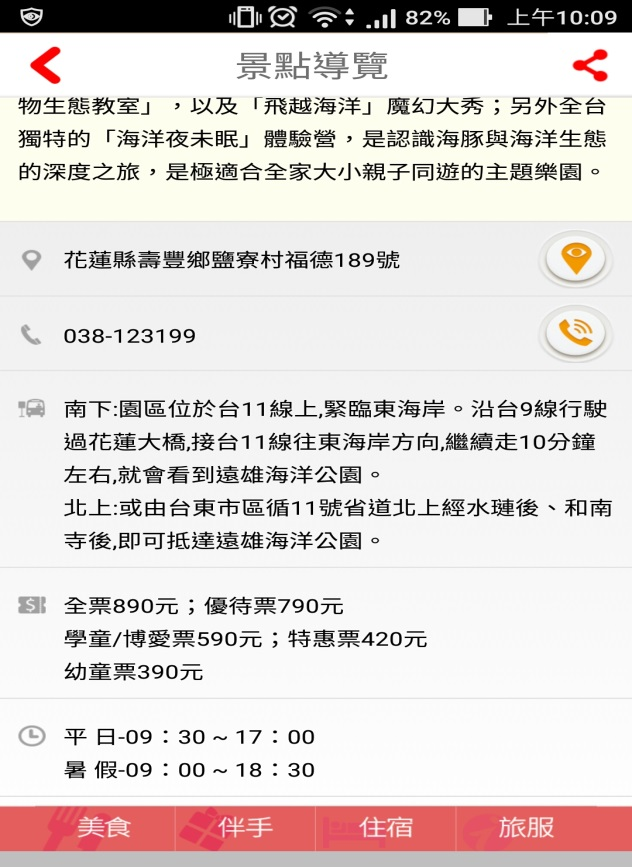 82% 上午10:09
景點導覽
物生態教室」，以及「飛越海洋」魔幻大秀；另外全台
獨特的「海洋夜未眠」體驗營，是認識海豚與海洋生態
的深度之旅，是極適合全家大小親子同遊的主題樂園。
花蓮縣壽豐鄉鹽寮村福德189號
038-123199
南下:園區位於台11線上,緊臨東海岸。沿台9線行駛
過花蓮大橋,接台11線往東海岸方向,繼續走10分鐘
左右,就會看到遠雄海洋公園。
北上:或由台東市區循11號省道北上經水璉後、和南
寺後,即可抵達遠雄海洋公園。
全票890元；優待票790元
學童/博愛票590元；特惠票420元
幼童票390元
平 日-09：30 ~ 17：00
暑 假-09：00 ~ 18：30
美食 伴手 住宿 旅服